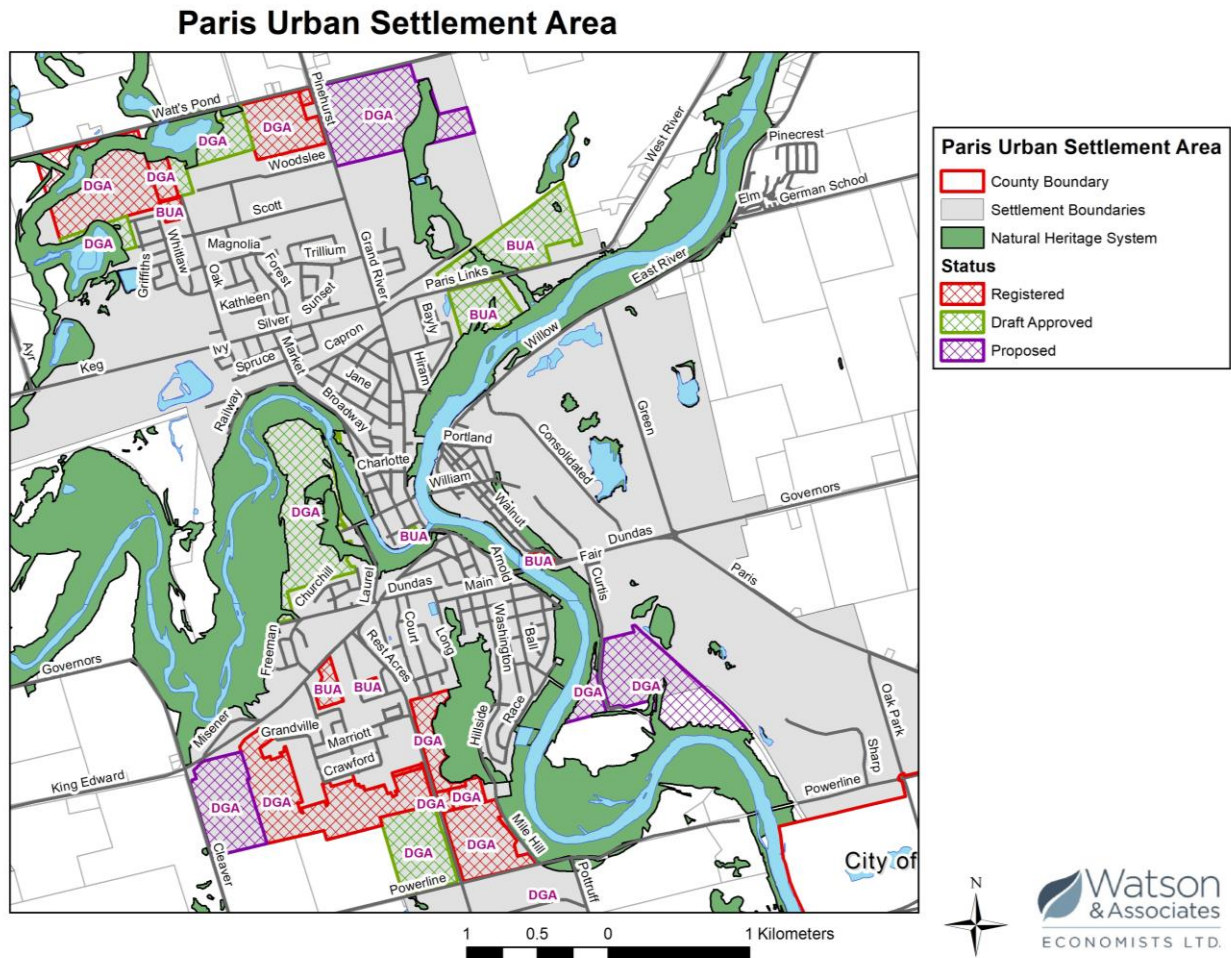 Paris Urban Settlement Area
Watt's Pond
Pinehurst
DGA
DGA
DGA
Woodslee
DGA
DGA
BUA
DGA
Scott
Whitlaw
Griffiths
Magnolia
Oak
Forest
Trillium
Kathleen
Sunset
Silver
Grand River
Capron
Ivy
Spruce
Market
Keg
Ayr
Railway
Jane
Broadway
Hiram
Bayly
Paris Links
BUA
BUA
West River
Pinecrest
Elm
German School
East River
Willow
Green
Consolidated
Portland
Charlotte
William
Walnut
Governors
Dundas
Fair
Curtis
Paris
DGA
BUA
BUA
Arnold
Churchill
Laurel
Dundas
Main
Washington
Ball
Court
Long
Rest Acres
Freeman
Governors
Misener
BUA
BUA
Grandville
Marriott
Crawford
Hillside
Race
DGA
DGA
DGA
Oak Park
Sharp
Powerline
King Edward
DGA
DGA
DGA
DGA
DGA
DGA
Mile Hill
Cleaver
Powerline
Pottruff
DGA
City of
Paris Urban Settlement Area
County Boundary
Settlement Boundaries
Natural Heritage System
Status
Registered
Draft Approved
Proposed
1 0.5 0 1 Kilometers
N
Watson
& Associates
ECONOMISTS LTD.